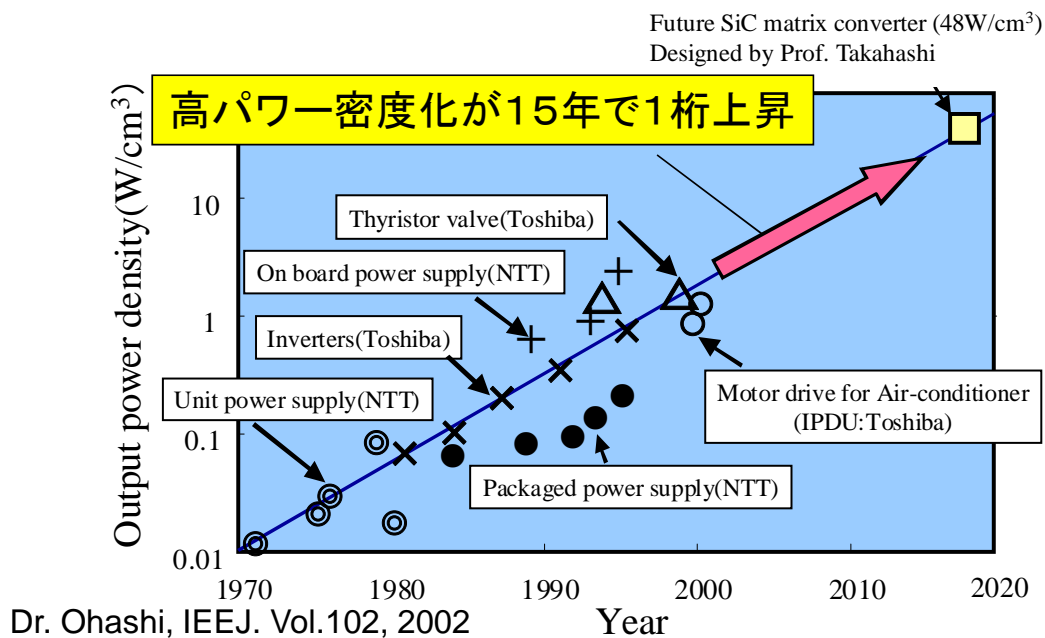 Future SiC matrix converter (48W/cm³)
Designed by Prof. Takahashi
高パワー密度化が１５年で１桁上昇
Output power density(W/cm³)
10
1
0.1
0.01
Thyristor valve(Toshiba)
On board power supply(NTT)
Inverters(Toshiba)
Unit power supply(NTT)
Motor drive for Air-conditioner
(IPDU:Toshiba)
Packaged power supply(NTT)
1970
1980
1990
2000
2010
2020
Year
Dr. Ohashi, IEEJ. Vol.102, 2002